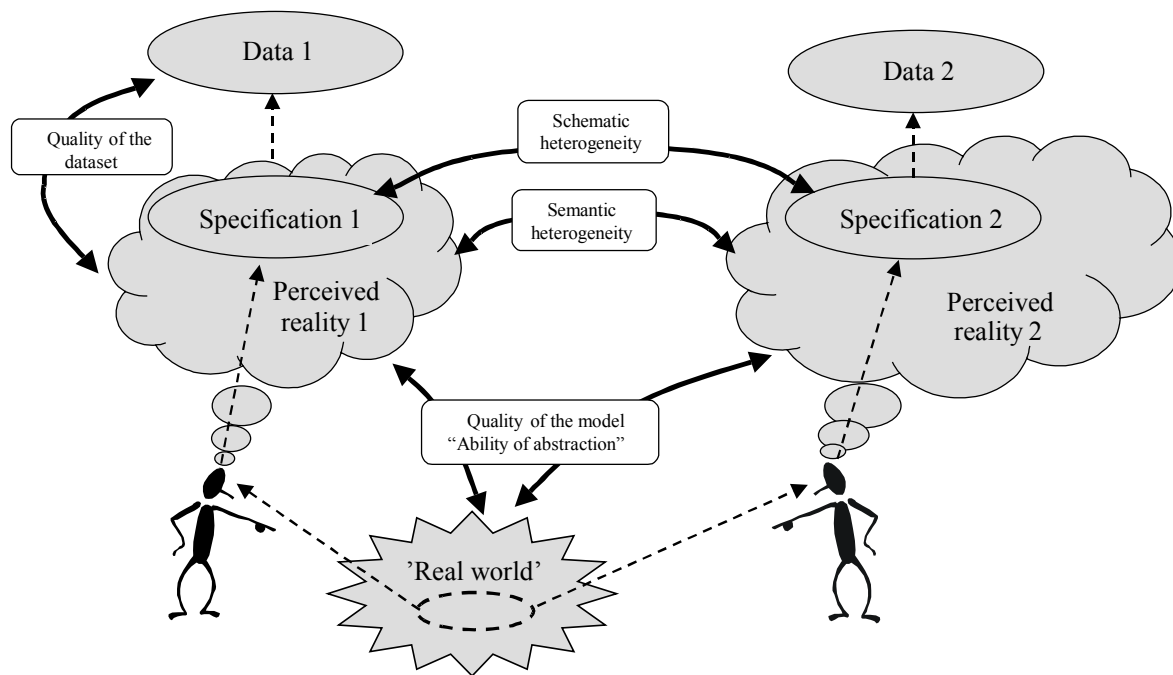 Data 1
Data 2
Quality of the
dataset
Schematic
heterogeneity
Specification 1
Semantic
heterogeneity
Specification 2
Perceived
reality 1
Perceived
reality 2
Quality of the model
“Ability of abstraction”
’Real world’